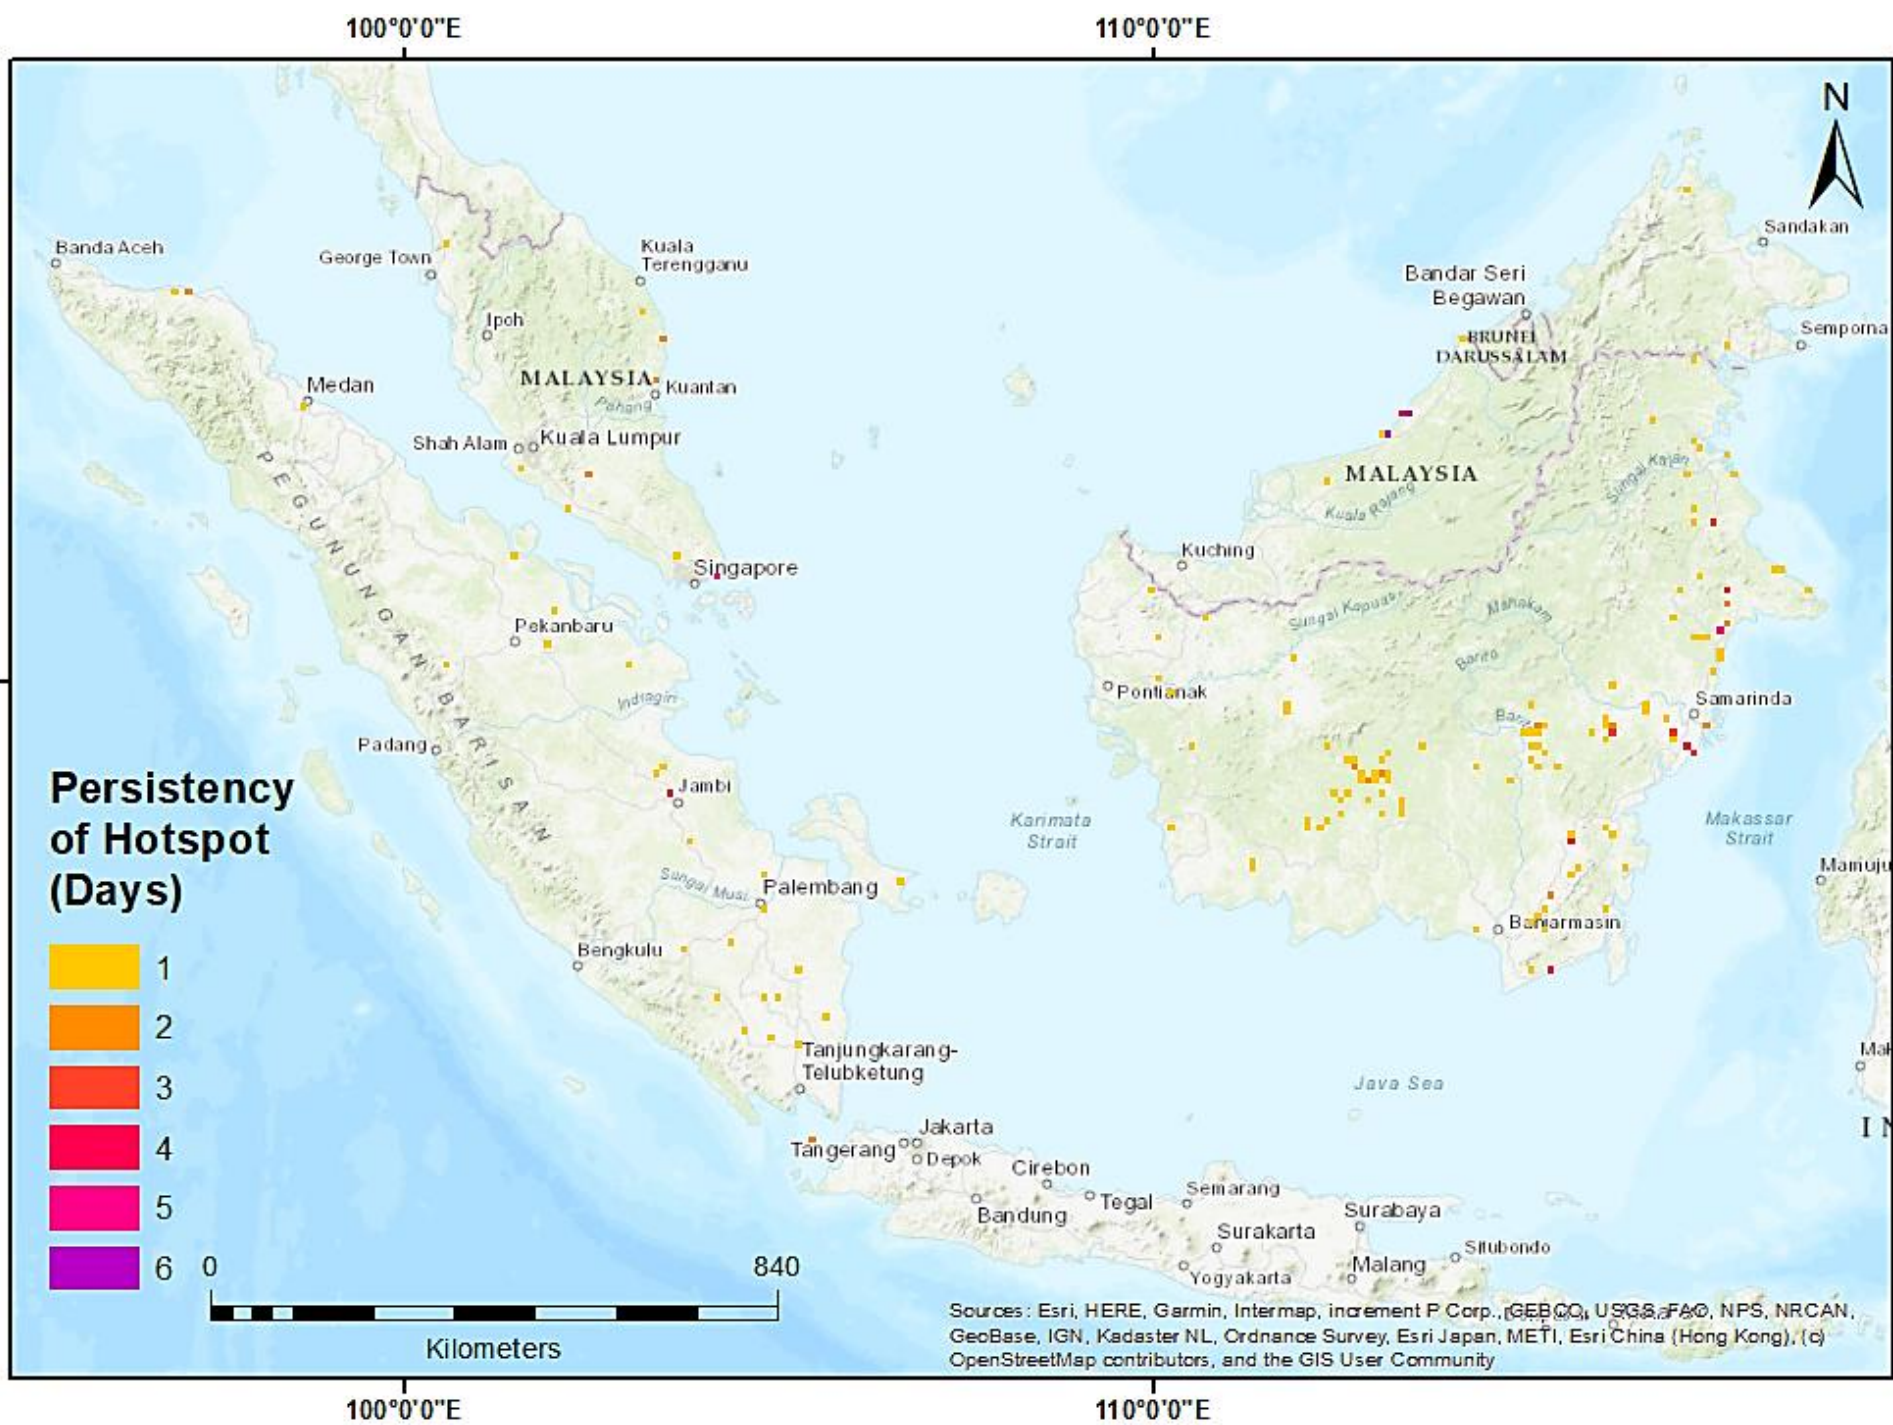 100°0'0"E
110°0'0"E
N
Banda Aceh
George Town
Kuala
Terengganu
Sandakan
Bandar Seri
Begawan
Ipoh
BRUNEI
DARUSSALAM
Semporna
Medan
MALAYSIA
Kuantan
Pahang
Shah Alam
Kuala Lumpur
MALAYSIA
Sungai Kajan
Kuala Rajang
PEGUNUNGAN BARISAN
Kuching
Singapore
Pekanbaru
Sungai Kapuas
Mahakam
Barito
Indragiri
Pontianak
Samarinda
Padang
Jambi
Persistency
of Hotspot
(Days)
Karimata
Strait
Makassar
Strait
Mamuju
Sungai Musi
Palembang
Banjarmasin
Bengkulu
1
2
3
4
5
6
Tanjungkarang-
Telubketung
Java Sea
Jakarta
Tangerang
Depok
Cirebon
Tegal
Semarang
Bandung
Surabaya
Surakarta
Situbondo
Malang
Yogyakarta
0
840
Kilometers
Sources: Esri, HERE, Garmin, Intermap, increment P Corp., GEBCO, USGS, FAO, NPS, NRCAN,
GeoBase, IGN, Kadaster NL, Ordnance Survey, Esri Japan, METI, Esri China (Hong Kong), (c)
OpenStreetMap contributors, and the GIS User Community
100°0'0"E
110°0'0"E